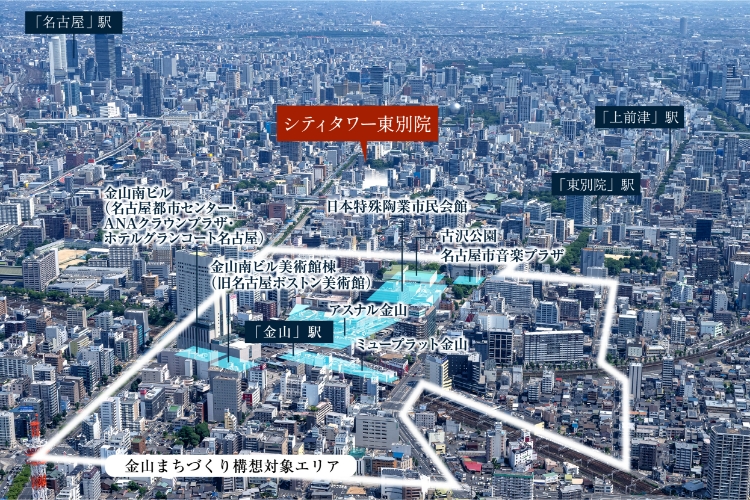 「名古屋」駅
シティタワー東別院
「上前津」駅
「東別院」駅
金山南ビル
(名古屋都市センター・
ANAクラウンプラザ・
ホテルグランコート名古屋)
日本特殊陶業市民会館
古沢公園
名古屋市音楽プラザ
金山南ビル美術館棟
(旧名古屋ボストン美術館)
アスナル金山
「金山」駅
ミュープラット金山
金山まちづくり構想対象エリア